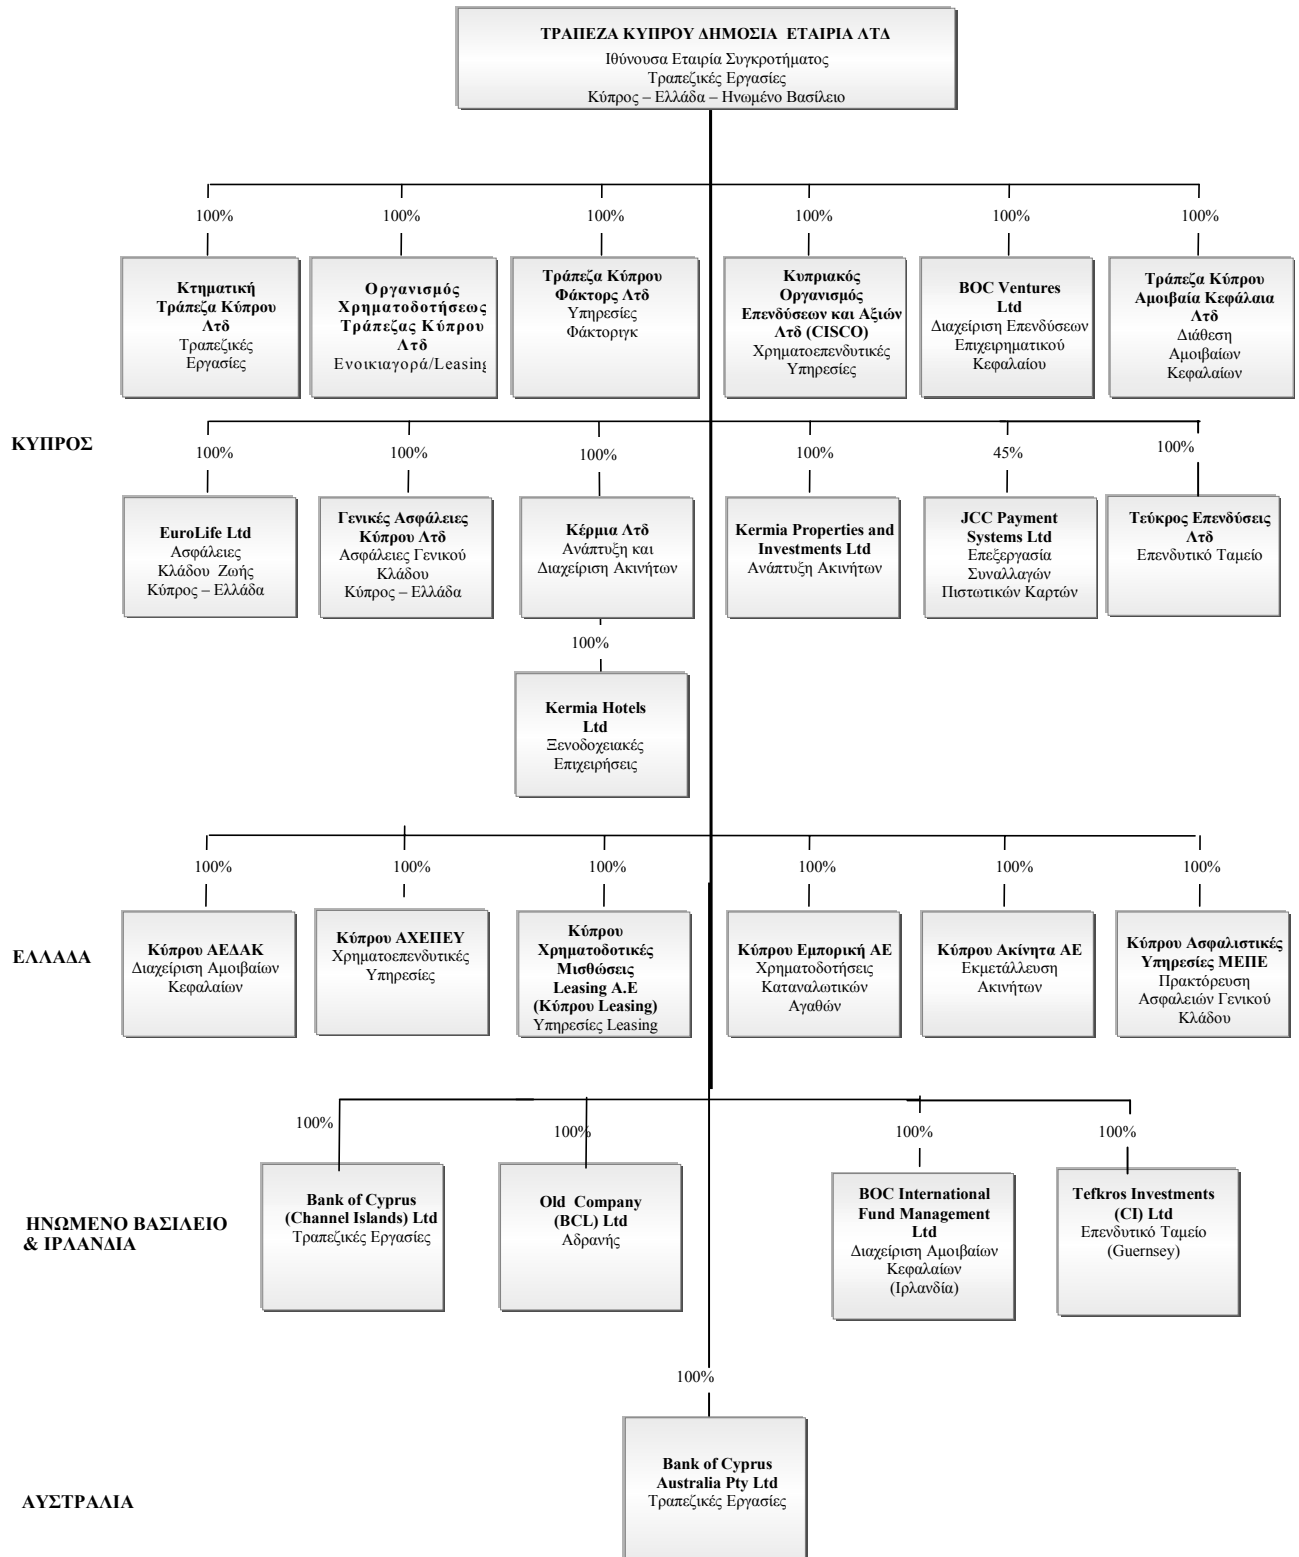 ΤΡΑΠΕΖΑ ΚΥΠΡΟΥ ΔΗΜΟΣΙΑ ΕΤΑΙΡΙΑ ΛΤΔ
Ιθύνουσα Εταιρία Συγκροτήματος
Τραπεζικές Εργασίες
Κύπρος – Ελλάδα – Ηνωμένο Βασίλειο
100%
100%
100%
100%
100%
100%
Κτηματική
Τράπεζα Κύπρου
Λτδ
Τραπεζικές
Εργασίες
Οργανισμός
Χρηματοδοτήσεως
Τράπεζας Κύπρου
Λτδ
Ενοικιαγορά/Leasing
Τράπεζα Κύπρου
Φάκτορς Λτδ
Υπηρεσίες
Φάκτοριγκ
Κυπριακός
Οργανισμός
Επενδύσεων και Αξιών
Λτδ (CISCO)
Χρηματοεπενδυτικές
Υπηρεσίες
BOC Ventures
Ltd
Διαχείριση Επενδύσεων
Επιχειρηματικού
Κεφαλαίου
Τράπεζα Κύπρου
Αμοιβαία Κεφάλαια
Λτδ
Διάθεση
Αμοιβαίων
Κεφαλαίων
ΚΥΠΡΟΣ
100%
100%
100%
100%
45%
100%
EuroLife Ltd
Ασφάλειες
Κλάδου Ζωής
Κύπρος – Ελλάδα
Γενικές Ασφάλειες
Κύπρου Λτδ
Ασφάλειες Γενικού
Κλάδου
Κύπρος – Ελλάδα
Κέρμια Λτδ
Ανάπτυξη και
Διαχείριση Ακινήτων
Kermia Properties and
Investments Ltd
Ανάπτυξη Ακινήτων
JCC Payment
Systems Ltd
Επεξεργασία
Συναλλαγών
Πιστωτικών Καρτών
Τεύκρος Επενδύσεις
Λτδ
Επενδυτικό Ταμείο
100%
Kermia Hotels
Ltd
Ξενοδοχειακές
Επιχειρήσεις
100%
100%
100%
100%
100%
100%
ΕΛΛΑΔΑ
Κύπρου ΑΕΔΑΚ
Διαχείριση Αμοιβαίων
Κεφαλαίων
Κύπρου ΑΧΕΠΕΥ
Χρηματοεπενδυτικές
Υπηρεσίες
Κύπρου
Χρηματοδοτικές
Μισθώσεις
Leasing Α.Ε
(Κύπρου Leasing)
Υπηρεσίες Leasing
Κύπρου Εμπορική ΑΕ
Χρηματοδοτήσεις
Καταναλωτικών
Αγαθών
Κύπρου Ακίνητα ΑΕ
Εκμετάλλευση
Ακινήτων
Κύπρου Ασφαλιστικές
Υπηρεσίες ΜΕΠΕ
Πρακτόρευση
Ασφαλειών Γενικού
Κλάδου
100%
100%
100%
100%
ΗΝΩΜΕΝΟ ΒΑΣΙΛΕΙΟ
& ΙΡΛΑΝΔΙΑ
Bank of Cyprus
(Channel Islands) Ltd
Τραπεζικές Εργασίες
Old Company
(BCL) Ltd
Αδρανής
BOC International
Fund Management
Ltd
Διαχείριση Αμοιβαίων
Κεφαλαίων
(Ιρλανδία)
Tefkros Investments
(CI) Ltd
Επενδυτικό Ταμείο
(Guernsey)
100%
ΑΥΣΤΡΑΛΙΑ
Bank of Cyprus
Australia Pty Ltd
Τραπεζικές Εργασίες